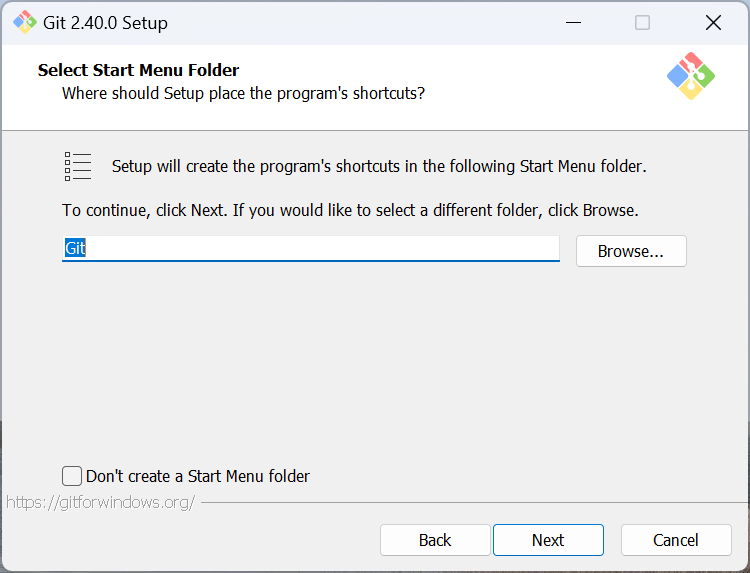 Git 2.40.0 Setup
Select Start Menu Folder
Where should Setup place the program's shortcuts?
Setup will create the program's shortcuts in the following Start Menu folder.
To continue, click Next. If you would like to select a different folder, click Browse.
Git
Browse...
Don't create a Start Menu folder
https://gitforwindows.org/
Back
Next
Cancel